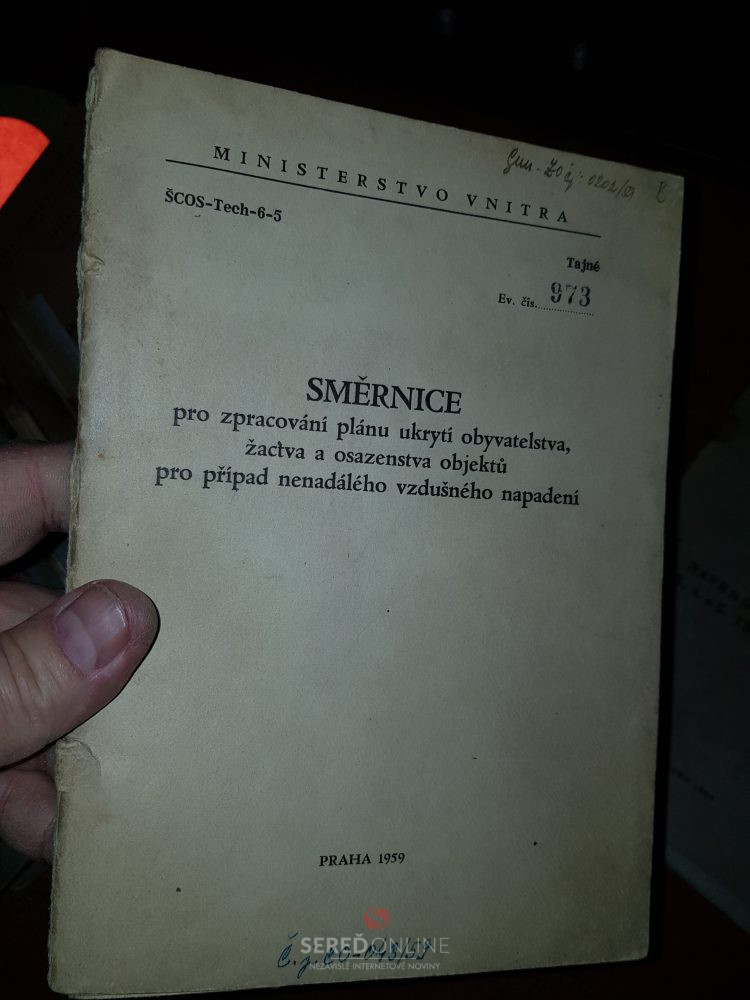 MINISTERSTVO VNITRA
ŠCOS-Tech-6-5
Tajné
Ev. čís. 973
SMĚRNICE
pro zpracování plánu ukrytí obyvatelstva,
žactva a osazenstva objektů
pro případ nenadálého vzdušného napadení
PRAHA 1959
SEREĎONLINE
NEZÁVISLÉ INTERNETOVÉ NOVINY